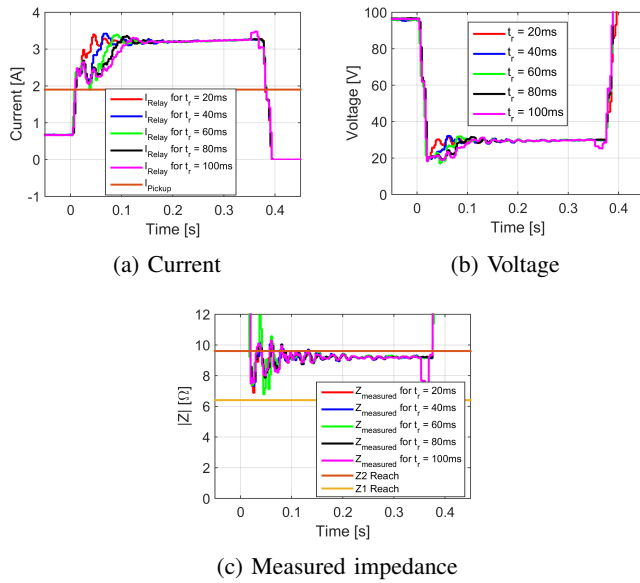 4
3
2
1
0
-1
Current [A]
I_Relay for t_r = 20ms
I_Relay for t_r = 40ms
I_Relay for t_r = 60ms
I_Relay for t_r = 80ms
I_Relay for t_r = 100ms
I_Pickup
0 0.1 0.2 0.3 0.4
Time [s]
(a) Current
100
80
60
40
20
0
Voltage [V]
t_r = 20ms
t_r = 40ms
t_r = 60ms
t_r = 80ms
t_r = 100ms
0 0.1 0.2 0.3 0.4
Time [s]
(b) Voltage
12
10
8
6
4
2
0
|Z| [Ω]
Z_measured for t_r = 20ms
Z_measured for t_r = 40ms
Z_measured for t_r = 60ms
Z_measured for t_r = 80ms
Z_measured for t_r = 100ms
Z2 Reach
Z1 Reach
0 0.1 0.2 0.3 0.4
Time [s]
(c) Measured impedance